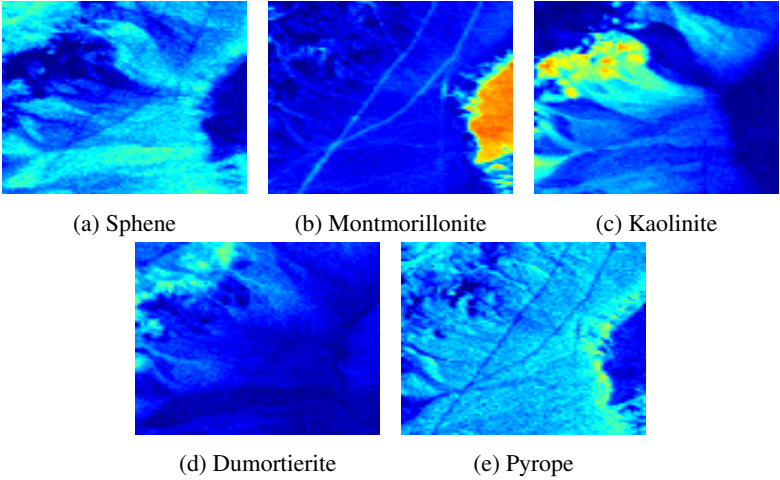 (a) Sphene
(b) Montmorillonite
(c) Kaolinite
(d) Dumortierite
(e) Pyrope